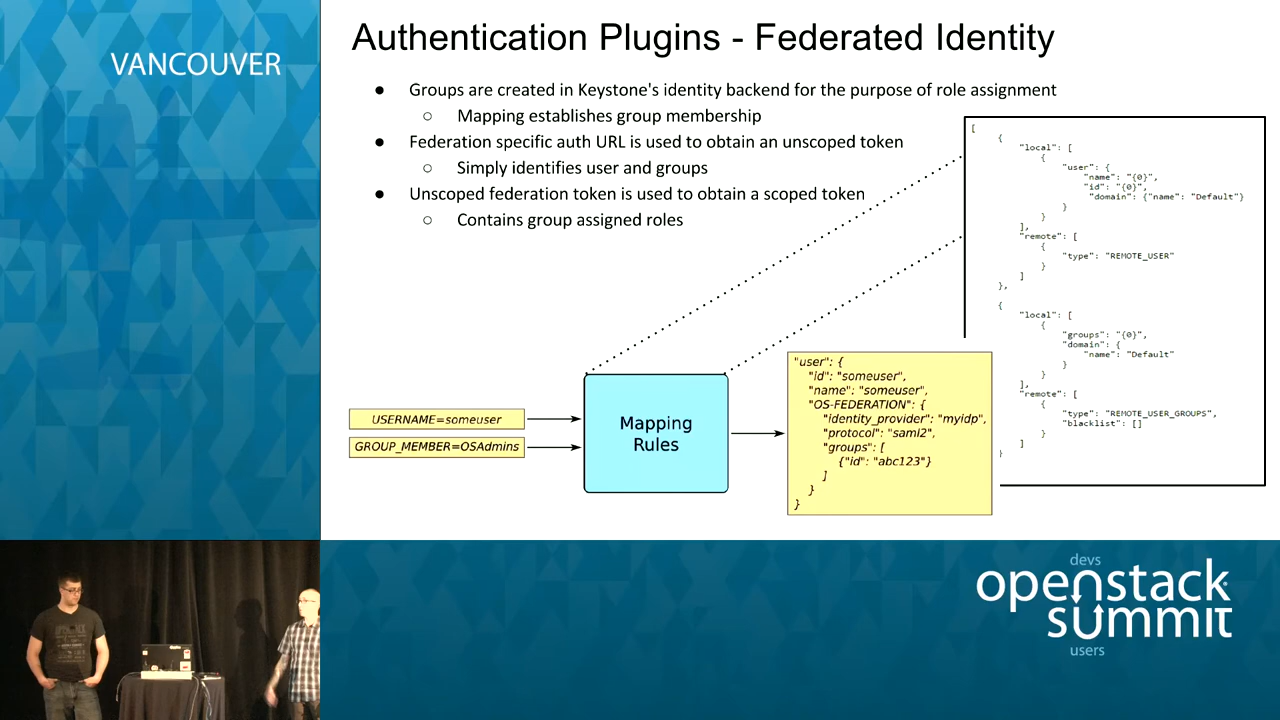 VANCOUVER
Authentication Plugins - Federated Identity
● Groups are created in Keystone's identity backend for the purpose of role assignment
○ Mapping establishes group membership
● Federation specific auth URL is used to obtain an unscoped token
○ Simply identifies user and groups
● Unscoped federation token is used to obtain a scoped token
○ Contains group assigned roles
[
{
"local": [
{
"user": {
"name": "{0}",
"id": "{0}",
"domain": {"name": "Default"}
}
}
],
"remote": [
{
"type": "REMOTE_USER"
}
]
},
{
"local": [
{
"groups": "{0}",
"domain": {
"name": "Default"
}
}
],
"remote": [
{
"type": "REMOTE_USER_GROUPS",
"blacklist": []
}
]
}
USERNAME=someuser
GROUP_MEMBER=OSAdmins
Mapping
Rules
"user": {
"id": "someuser",
"name": "someuser",
"OS-FEDERATION": {
"identity_provider": "myidp",
"protocol": "saml2",
"groups": [
{"id": "abc123"}
]
}
}
devs
openstack
summit
users